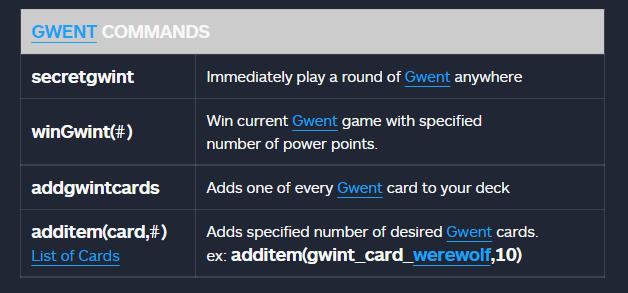 GWENT COMMANDS
secretgwint
Immediately play a round of Gwent anywhere
winGwint(#)
Win current Gwent game with specified
number of power points.
addgwintcards
Adds one of every Gwent card to your deck
additem(card,#)
List of Cards
Adds specified number of desired Gwent cards.
ex: additem(gwint_card_werewolf,10)